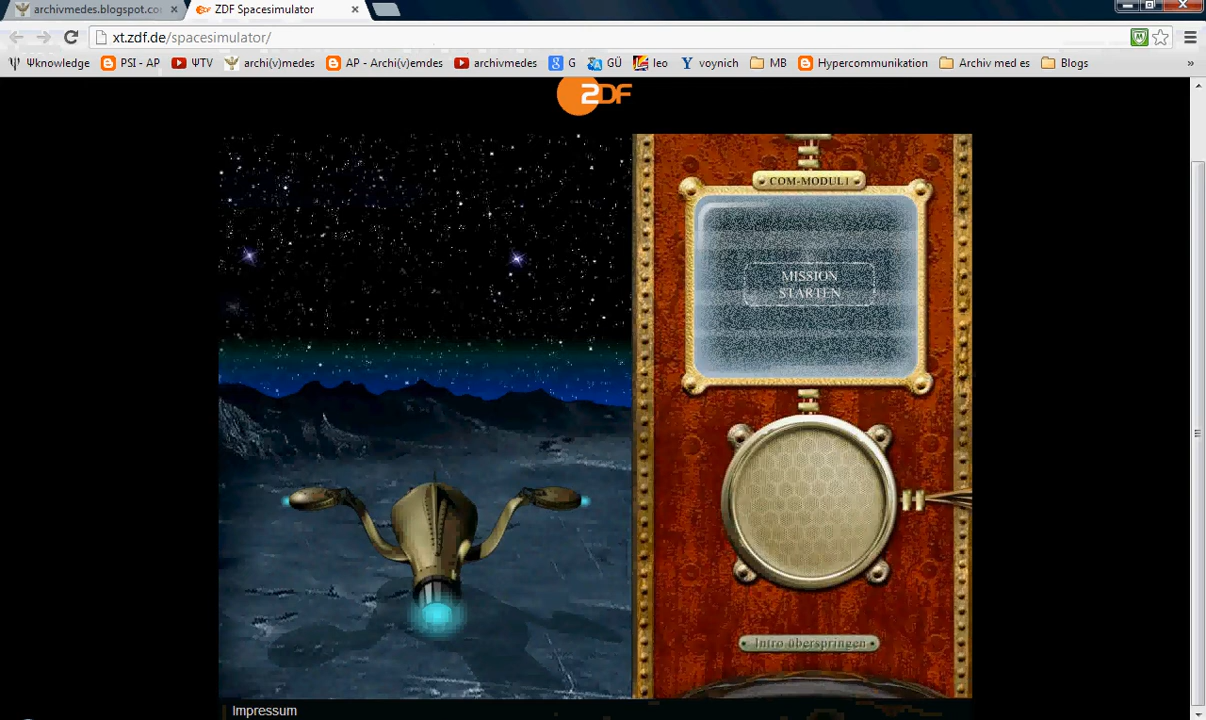 archivmedes.blogspot.co
ZDF Spacesimulator
xt.zdf.de/spacesimulator/
Ψknowledge PSI - AP ΨTV archi(v)medes AP - Archi(v)emdes archivmedes G GÜ leo voynich MB Hypercommunikation Archiv med es Blogs »
ZDF
COM-MODUL1
MISSION
STARTEN
Intro überspringen
Impressum